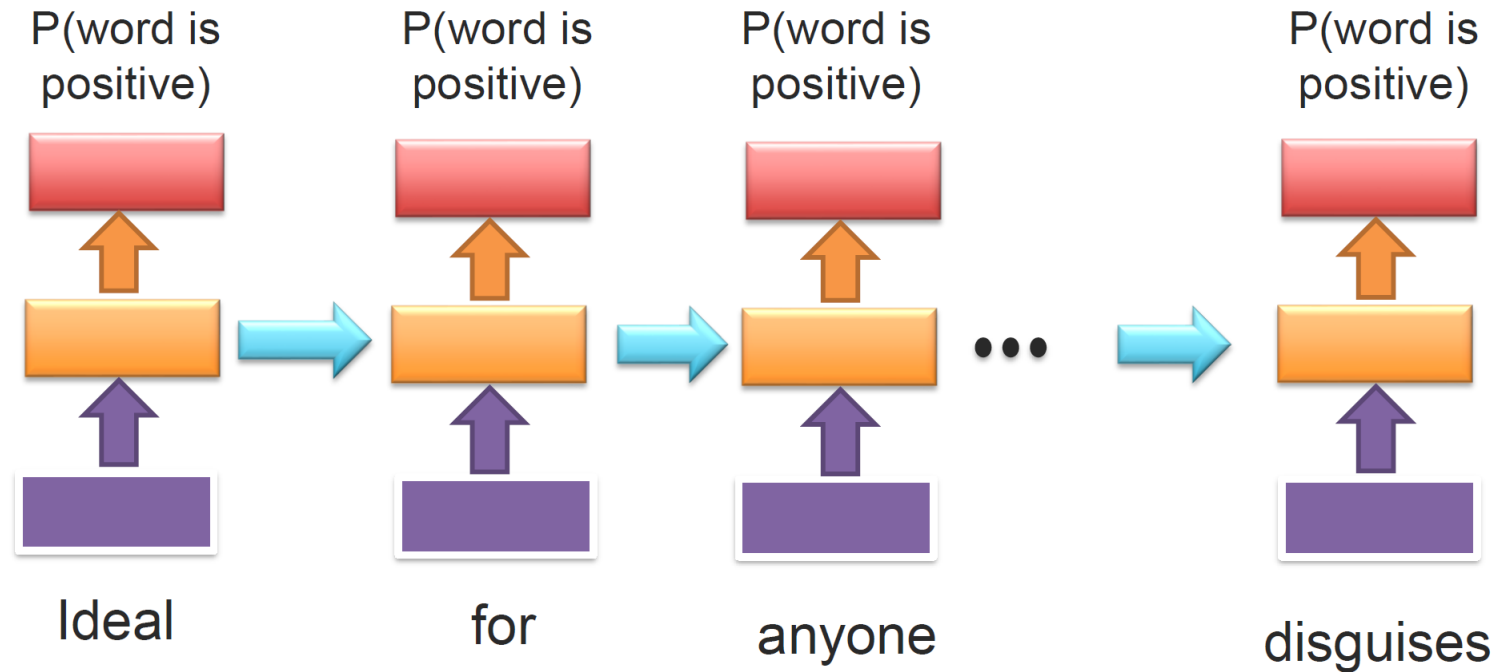 P(word is
positive)
P(word is
positive)
P(word is
positive)
P(word is
positive)
Ideal
for
anyone
disguises